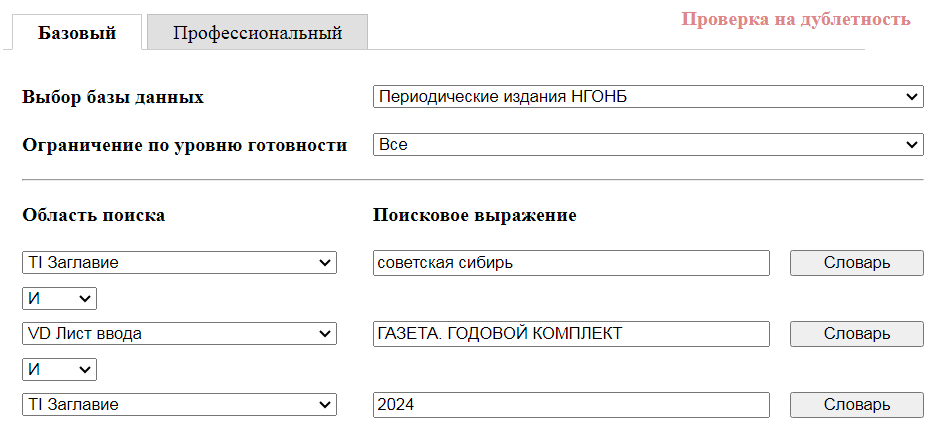 Проверка на дублетность
Базовый Профессиональный
Выбор базы данных Периодические издания НГОНБ
Ограничение по уровню готовности Все
Область поиска Поисковое выражение
TI Заглавие советская сибирь Словарь
И
VD Лист ввода ГАЗЕТА. ГОДОВОЙ КОМПЛЕКТ Словарь
И
TI Заглавие 2024 Словарь